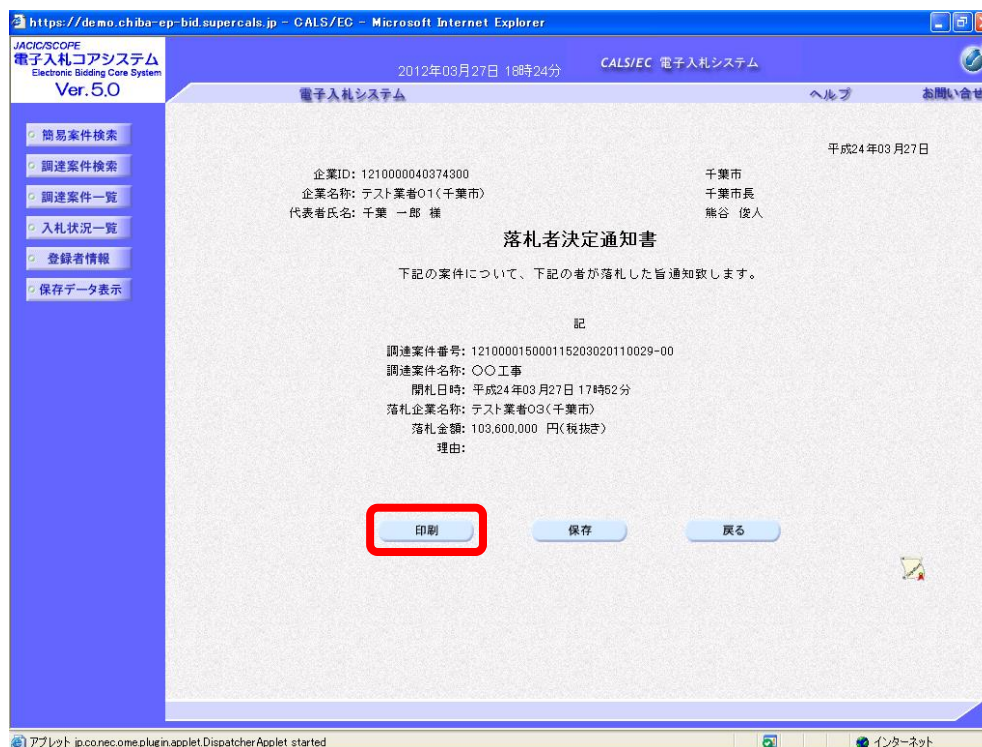 https://demo.chiba-ep-bid.supercals.jp - CALS/EC - Microsoft Internet Explorer
JACIC/SCOPE
電子入札コアシステム
Electronic Bidding Core System
Ver.5.0
2012年03月27日 18時24分
CALS/EC 電子入札システム
電子入札システム
ヘルプ
お問い合せ
簡易案件検索
調達案件検索
調達案件一覧
入札状況一覧
登録者情報
保存データ表示
平成24年03月27日
企業ID: 1210000040374300
千葉市
企業名称: テスト業者01(千葉市)
千葉市長
代表者氏名: 千葉 一郎 様
熊谷 俊人
落札者決定通知書
下記の案件について、下記の者が落札した旨通知致します。
記
調達案件番号: 1210000150001152030201​10029-00
調達案件名称: ○○工事
開札日時: 平成24年03月27日 17時52分
落札企業名称: テスト業者03(千葉市)
落札金額: 103,600,000 円(税抜き)
理由:
印刷
保存
戻る
アプレット jp.co.nec.ome.plugin.applet.DispatcherApplet started
インターネット